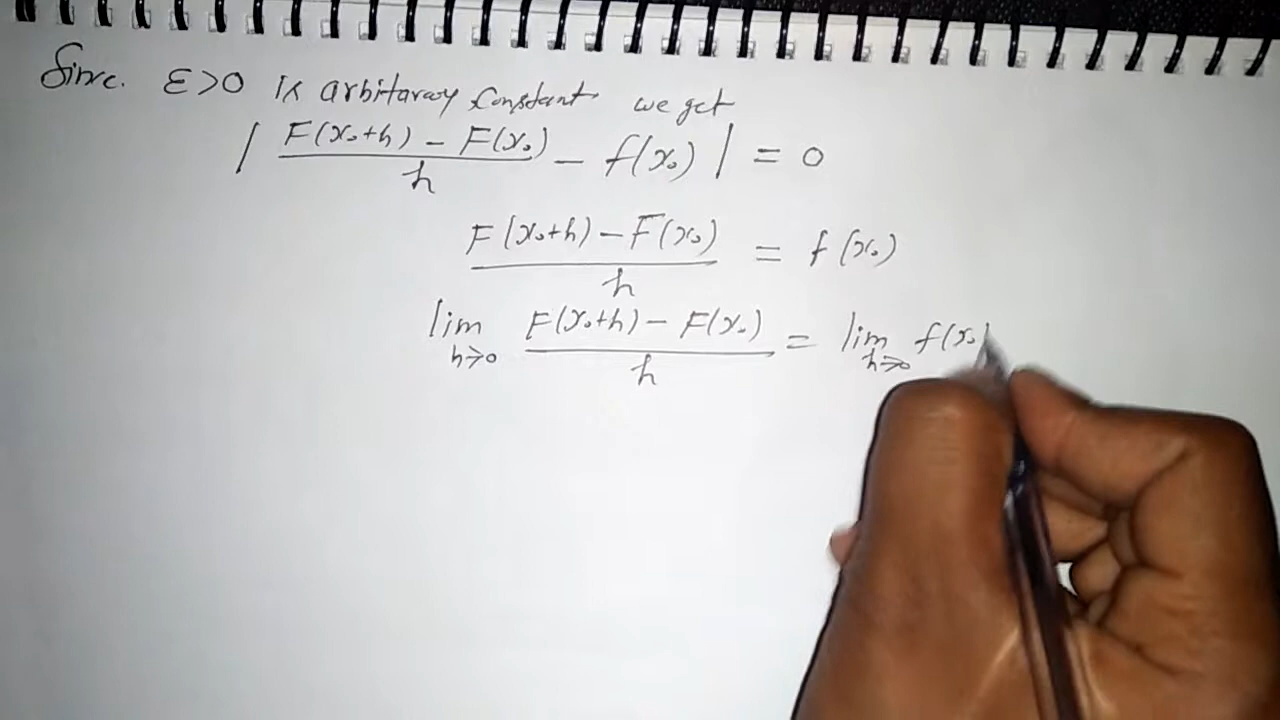 Since. ε>0 is arbitaray constant we get
| F(x₀+h) - F(x₀) / h - f(x₀) | = 0
F(x₀+h) - F(x₀) / h = f(x₀)
lim h→0 F(x₀+h) - F(x₀) / h = lim h→0 f(x₀)